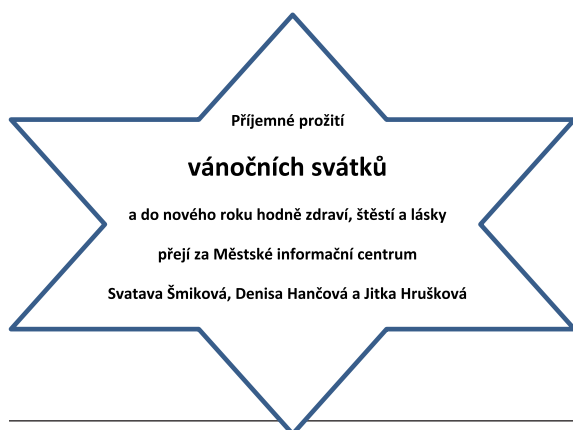 Příjemné prožití
vánočních svátků
a do nového roku hodně zdraví, štěstí a lásky
přejí za Městské informační centrum
Svatava Šmiková, Denisa Hančová a Jitka Hrušková